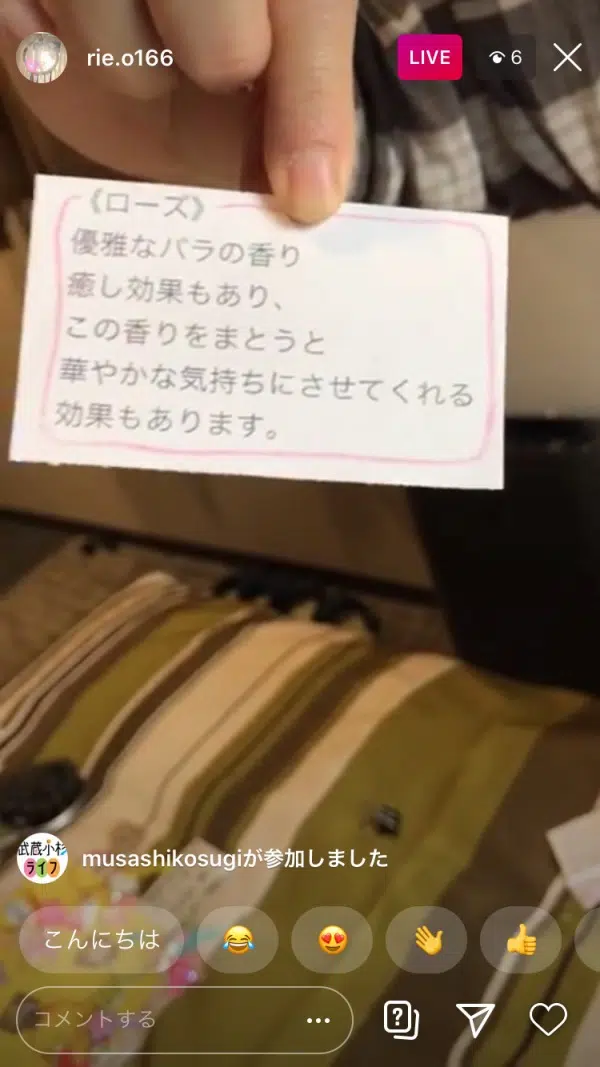 rie.o166
LIVE
6
《ローズ》
優雅なバラの香り
癒し効果もあり、
この香りをまとうと
華やかな気持ちにさせてくれる
効果もあります。
武蔵小杉
ライフ
musashikosugiが参加しました
こんにちは
コメントする